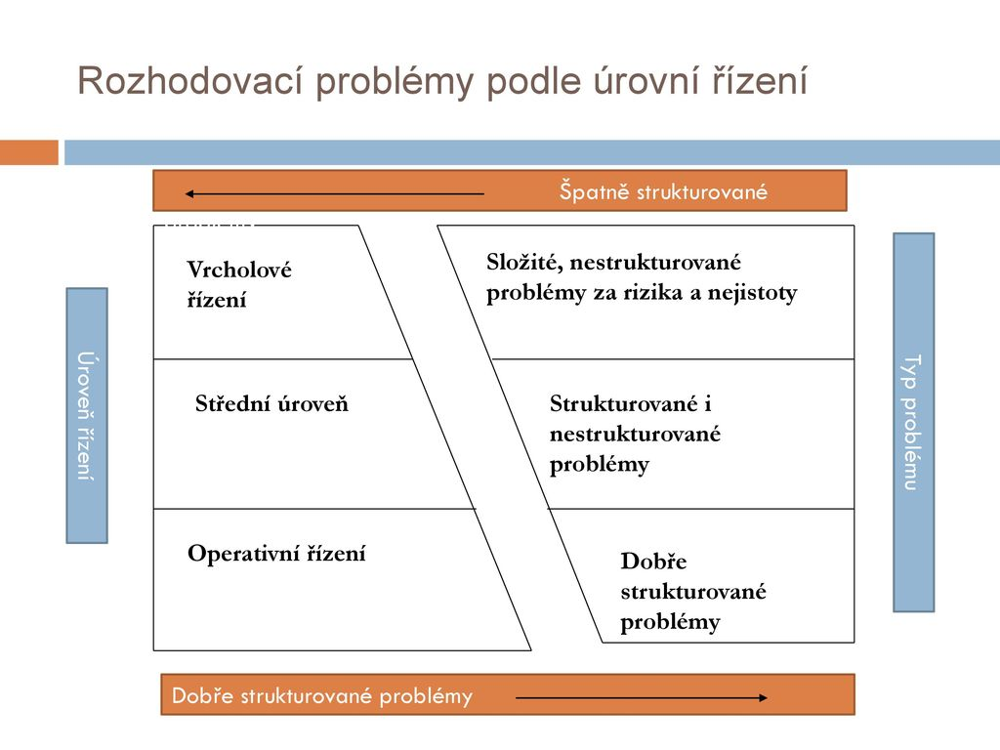 Rozhodovací problémy podle úrovní řízení
Špatně strukturované
Vrcholové
řízení
Složité, nestrukturované
problémy za rizika a nejistoty
Úroveň řízení
Typ problému
Střední úroveň
Strukturované i
nestrukturované
problémy
Operativní řízení
Dobře
strukturované
problémy
Dobře strukturované problémy